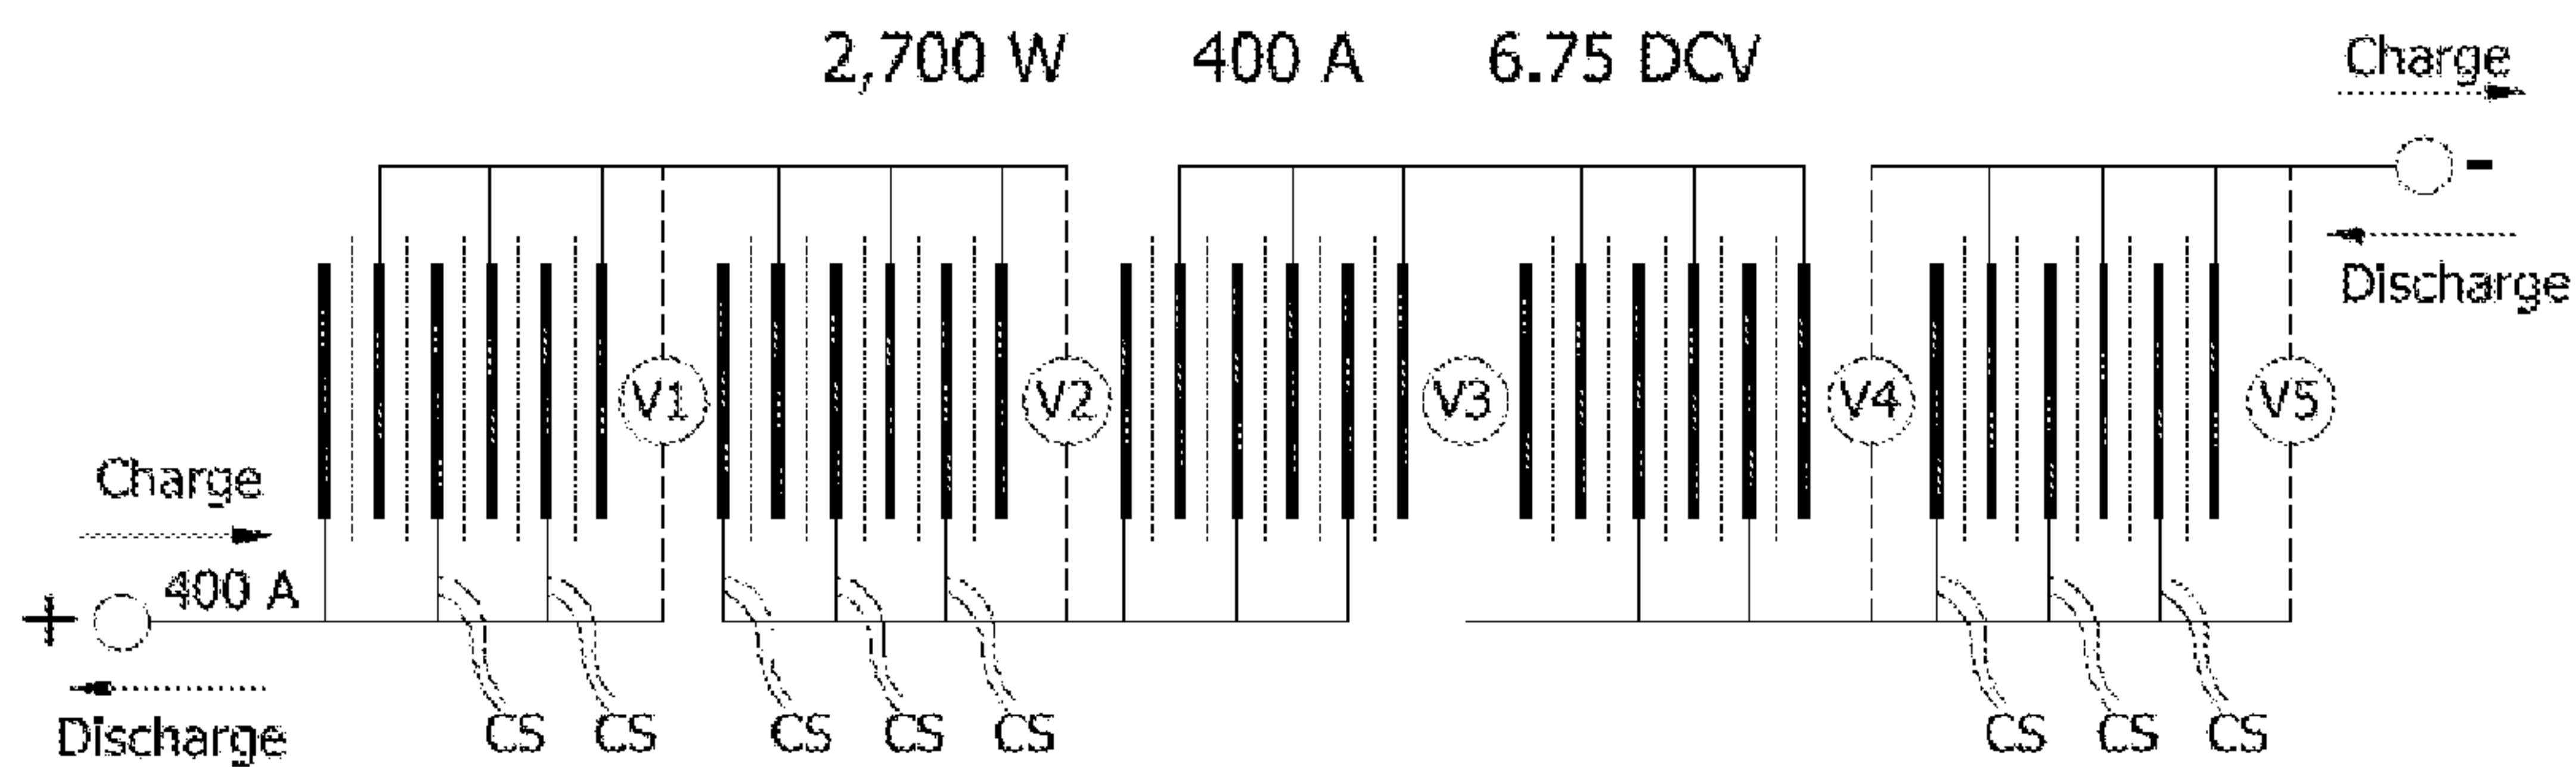 2,700 W 400 A 6.75 DCV
Charge
-
Discharge
V1 V2 V3 V4 V5
Charge
400 A
+
Discharge
CS CS CS CS CS CS CS CS